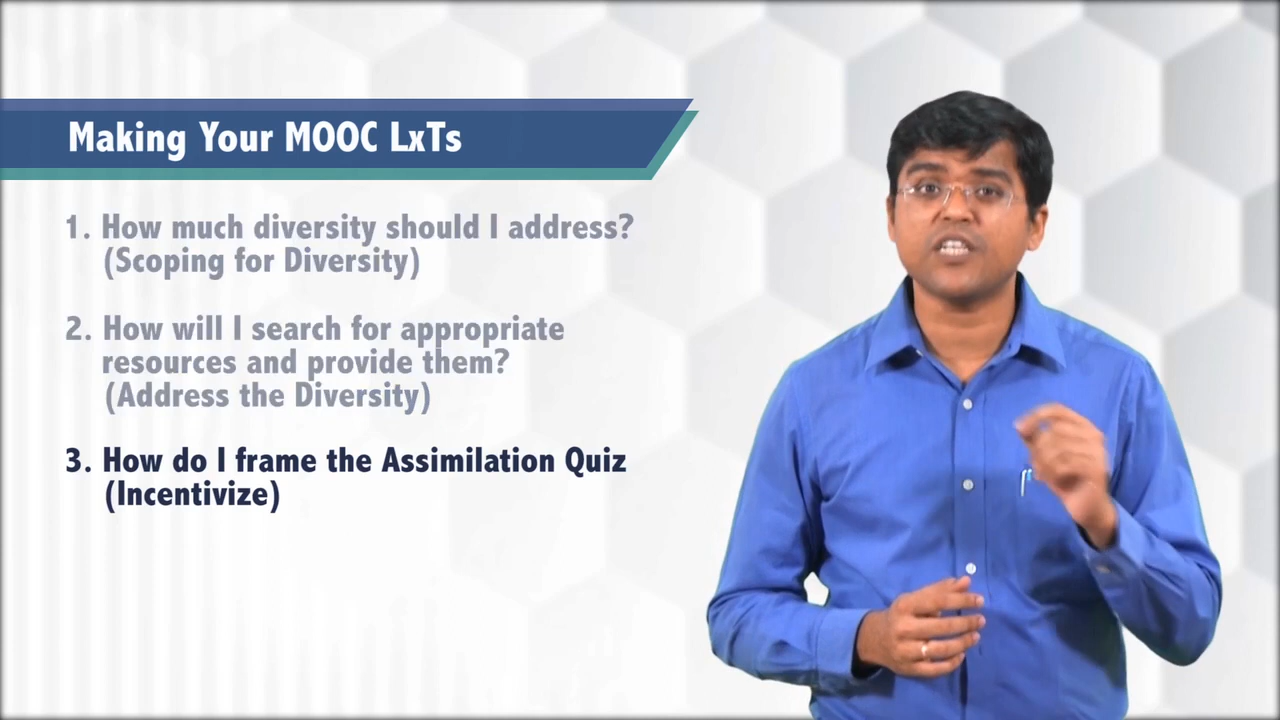 Making Your MOOC LxTs
1. How much diversity should I address?
(Scoping for Diversity)
2. How will I search for appropriate
resources and provide them?
(Address the Diversity)
3. How do I frame the Assimilation Quiz
(Incentivize)